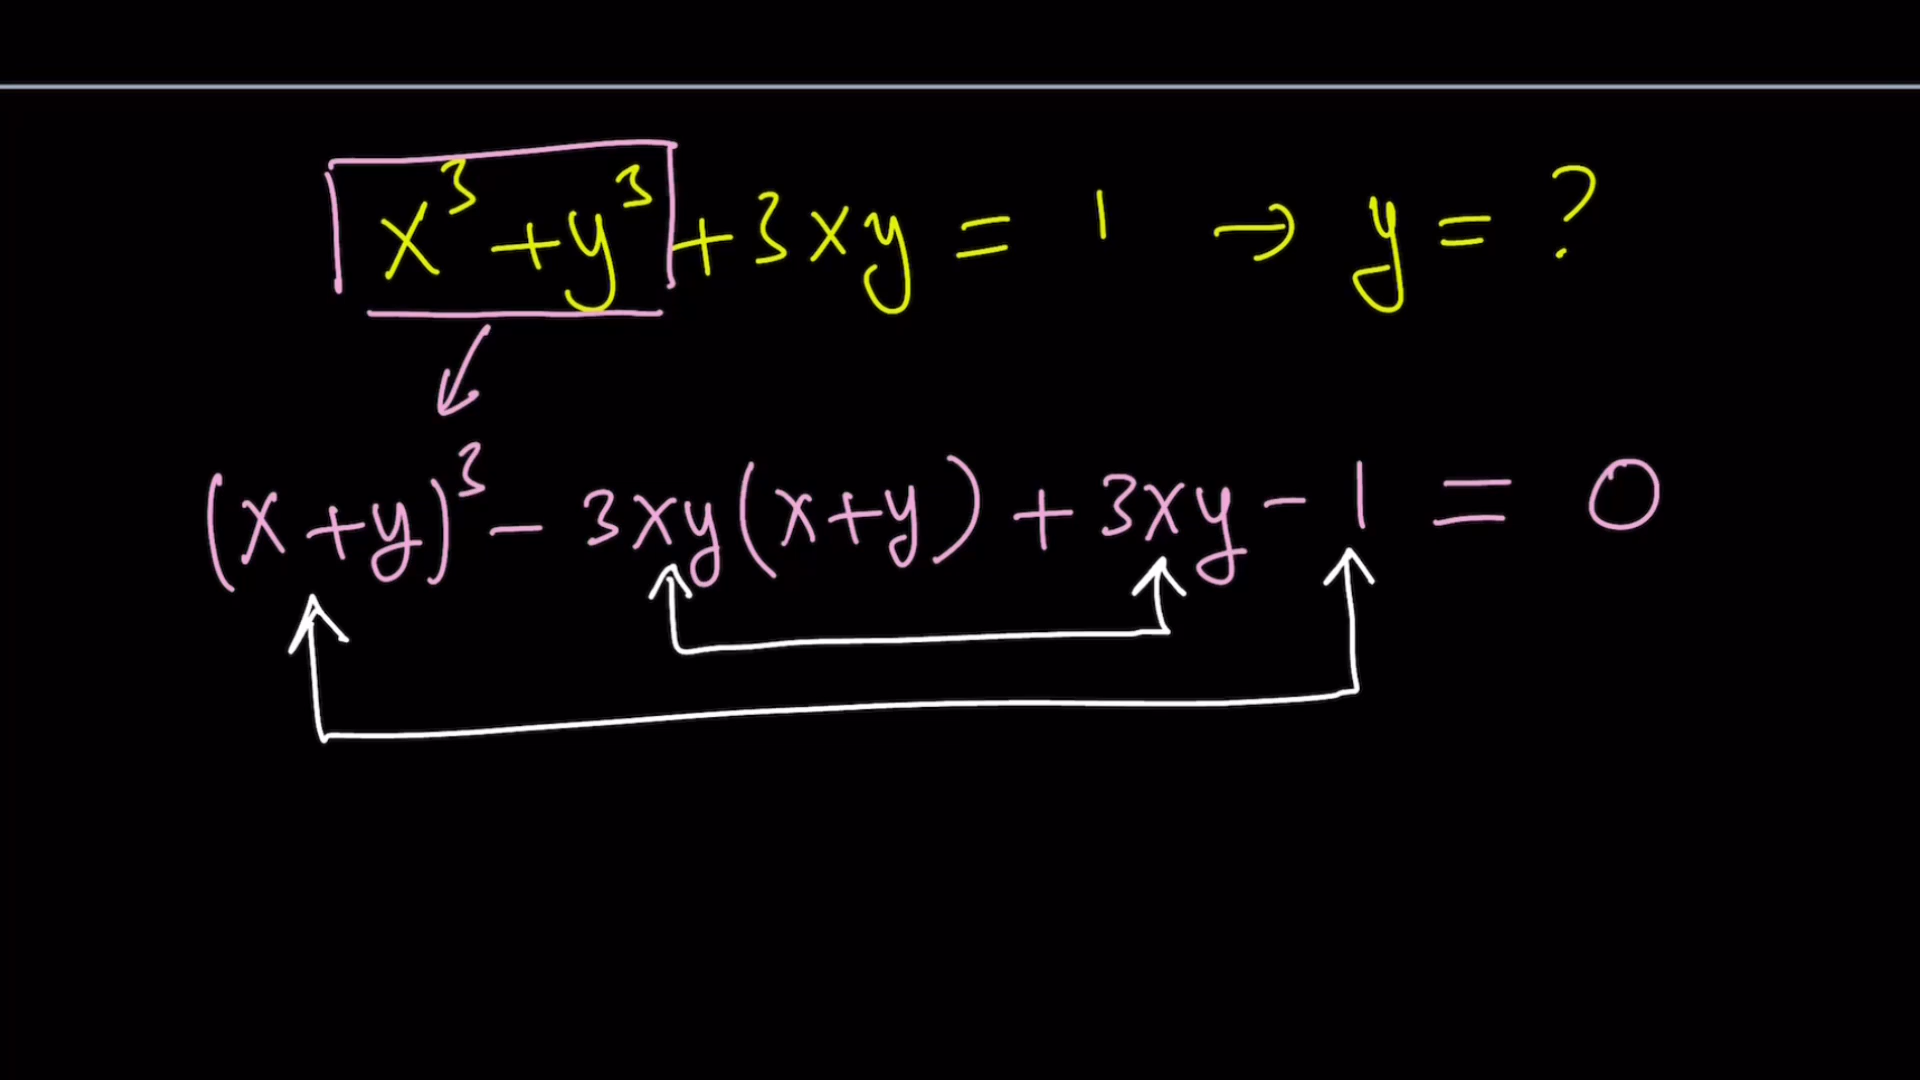 x³+y³+3xy = 1 → y = ?
(x+y)³ - 3xy(x+y) + 3xy - 1 = 0